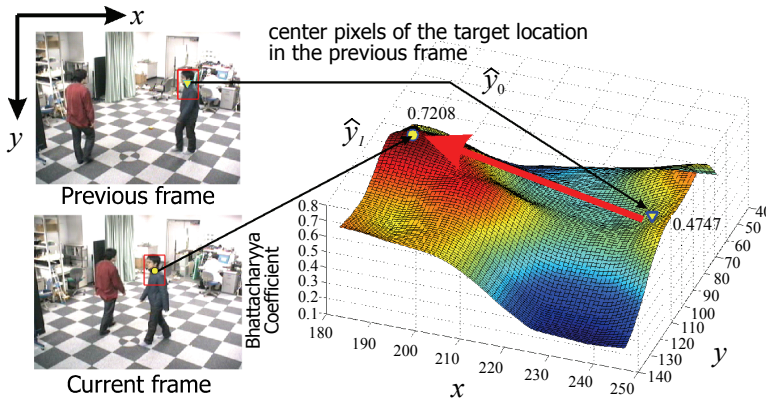 x
y
center pixels of the target location
in the previous frame
ŷ₀
ŷ₁
0.7208
0.4747
Previous frame
Current frame
Bhattacharyya
Coefficient
0.8
0.7
0.6
0.5
0.4
0.3
0.2
0.1
180
190
200
210
220
230
240
250
x
40
50
60
70
80
90
100
110
120
130
140
y